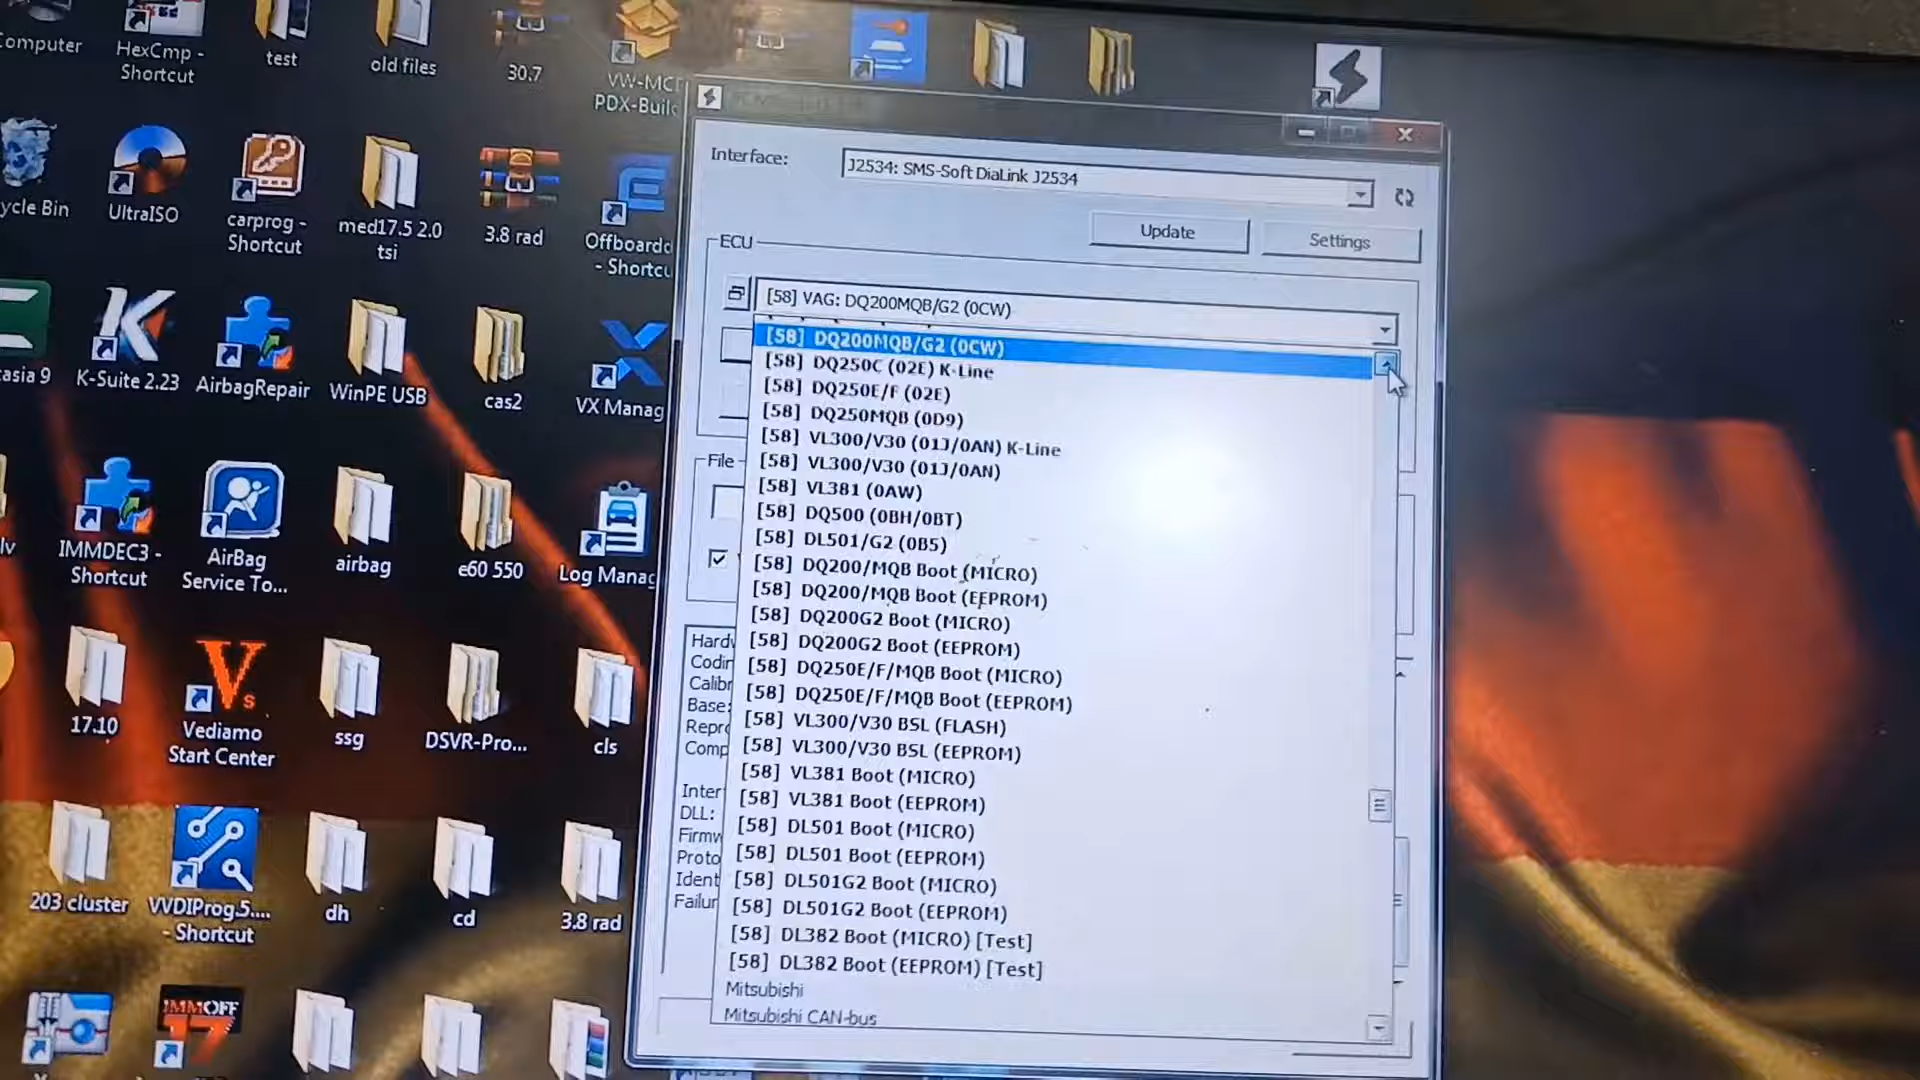 Computer
HexCmp -
Shortcut
test
old files
30.7
PDX-Builc
ycle Bin
UltraISO
carprog -
Shortcut
med17.5 2.0
tsi
3.8 rad
Offboardd
- Shortcu
asia 9
K-Suite 2.23
AirbagRepair
WinPE USB
cas2
VX Manag
IMMDEC3 -
Shortcut
AirBag
Service To...
airbag
e60 550
Log Manag
17.10
Vediamo
Start Center
ssg
DSVR-Pro...
cls
203 cluster
VVDIProg.5....
- Shortcut
dh
cd
3.8 rad
IMMOFF
17
Interface:
J2534: SMS-Soft DiaLink J2534
Update
Settings
ECU
[58] VAG: DQ200MQB/G2 (0CW)
[58] DQ200MQB/G2 (0CW)
[58] DQ250C (02E) K-Line
[58] DQ250E/F (02E)
[58] DQ250MQB (0D9)
[58] VL300/V30 (01J/0AN) K-Line
[58] VL300/V30 (01J/0AN)
[58] VL381 (0AW)
[58] DQ500 (0BH/0BT)
[58] DL501/G2 (0B5)
[58] DQ200/MQB Boot (MICRO)
[58] DQ200/MQB Boot (EEPROM)
[58] DQ200G2 Boot (MICRO)
[58] DQ200G2 Boot (EEPROM)
[58] DQ250E/F/MQB Boot (MICRO)
[58] DQ250E/F/MQB Boot (EEPROM)
[58] VL300/V30 BSL (FLASH)
[58] VL300/V30 BSL (EEPROM)
[58] VL381 Boot (MICRO)
[58] VL381 Boot (EEPROM)
[58] DL501 Boot (MICRO)
[58] DL501 Boot (EEPROM)
[58] DL501G2 Boot (MICRO)
[58] DL501G2 Boot (EEPROM)
[58] DL382 Boot (MICRO) [Test]
[58] DL382 Boot (EEPROM) [Test]
Mitsubishi
Mitsubishi CAN-bus
File
Hardw
Codin
Calibr
Base:
Repro
Comp
Inter
DLL:
Firmw
Proto
Ident
Failur